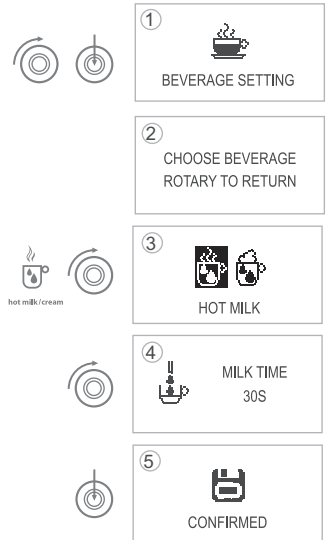 1
BEVERAGE SETTING
2
CHOOSE BEVERAGE
ROTARY TO RETURN
3
hot milk/cream
HOT MILK
4
MILK TIME
30S
5
CONFIRMED